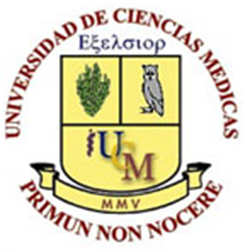 UNIVERSIDAD DE CIENCIAS MEDICAS
Εξελσιορ
UCM
MMV
PRIMUN NON NOCERE